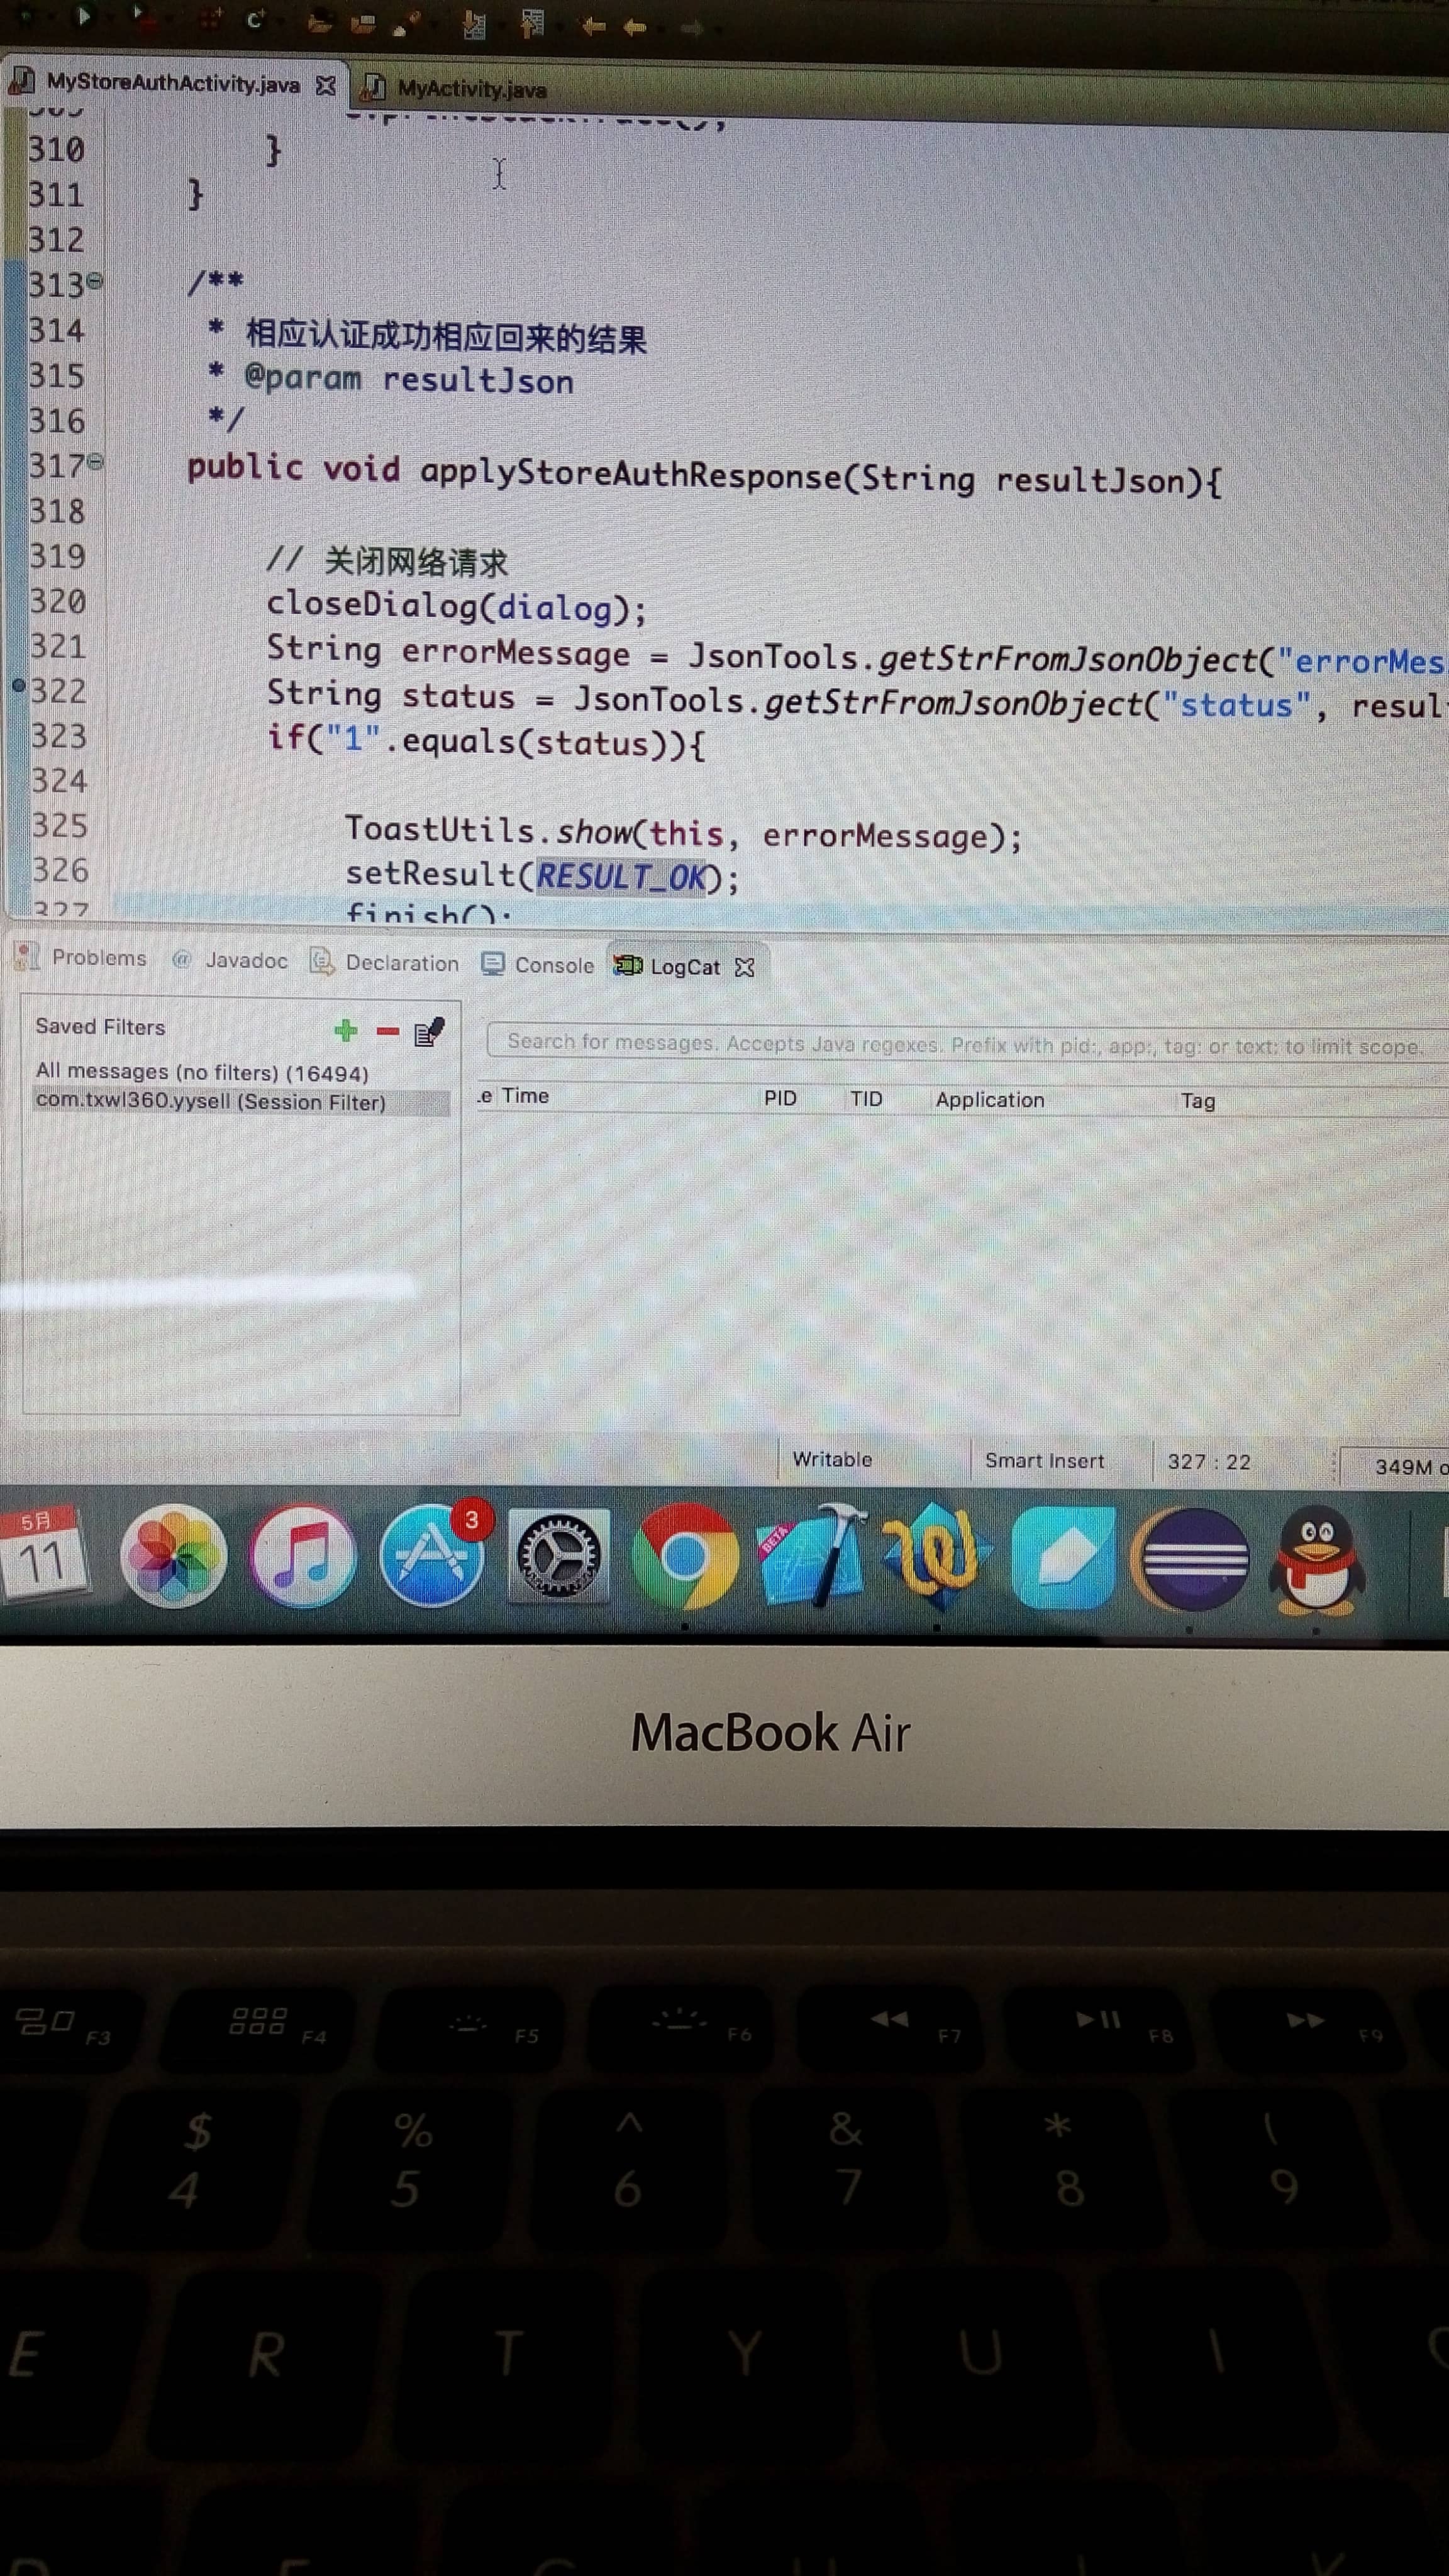 MyStoreAuthActivity.java
MyActivity.java
310 }
311 }
312
313 /**
314 * 相应认证成功相应回来的结果
315 * @param resultJson
316 */
317 public void applyStoreAuthResponse(String resultJson){
318
319 // 关闭网络请求
320 closeDialog(dialog);
321 String errorMessage = JsonTools.getStrFromJsonObject("errorMes
322 String status = JsonTools.getStrFromJsonObject("status", resul
323 if("1".equals(status)){
324
325 ToastUtils.show(this, errorMessage);
326 setResult(RESULT_OK);
327 finish();
Problems @ Javadoc Declaration Console LogCat
Saved Filters
Search for messages. Accepts Java regexes. Prefix with pid:, app:, tag: or text: to limit scope.
All messages (no filters) (16494)
com.txwl360.yysell (Session Filter)
.e Time PID TID Application Tag
Writable Smart Insert 327 : 22 349M o
5月
11
3
BETA
MacBook Air
F3 F4 F5 F6 F7 F8 F9
$ % ^ & * (
4 5 6 7 8 9
E R T Y U I